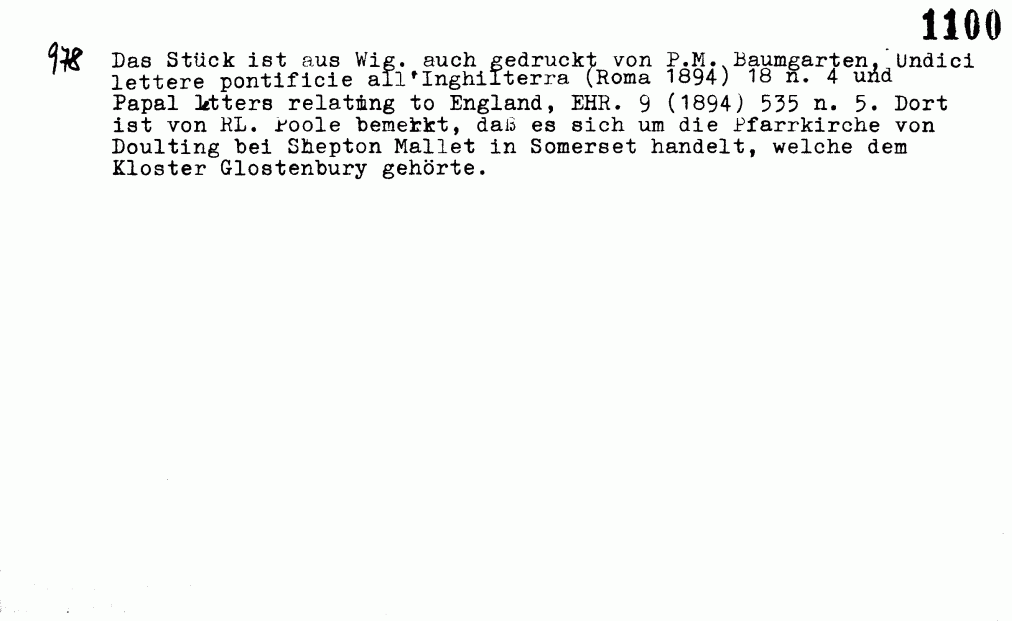 1100
978 Das Stück ist aus Wig. auch gedruckt von P.M. Baumgarten, Undici
lettere pontificie all'Inghilterra (Roma 1894) 18 n. 4 und
Papal letters relating to England, EHR. 9 (1894) 535 n. 5. Dort
ist von RL. Poole bemerkt, daß es sich um die Pfarrkirche von
Doulting bei Shepton Mallet in Somerset handelt, welche dem
Kloster Glostenbury gehörte.